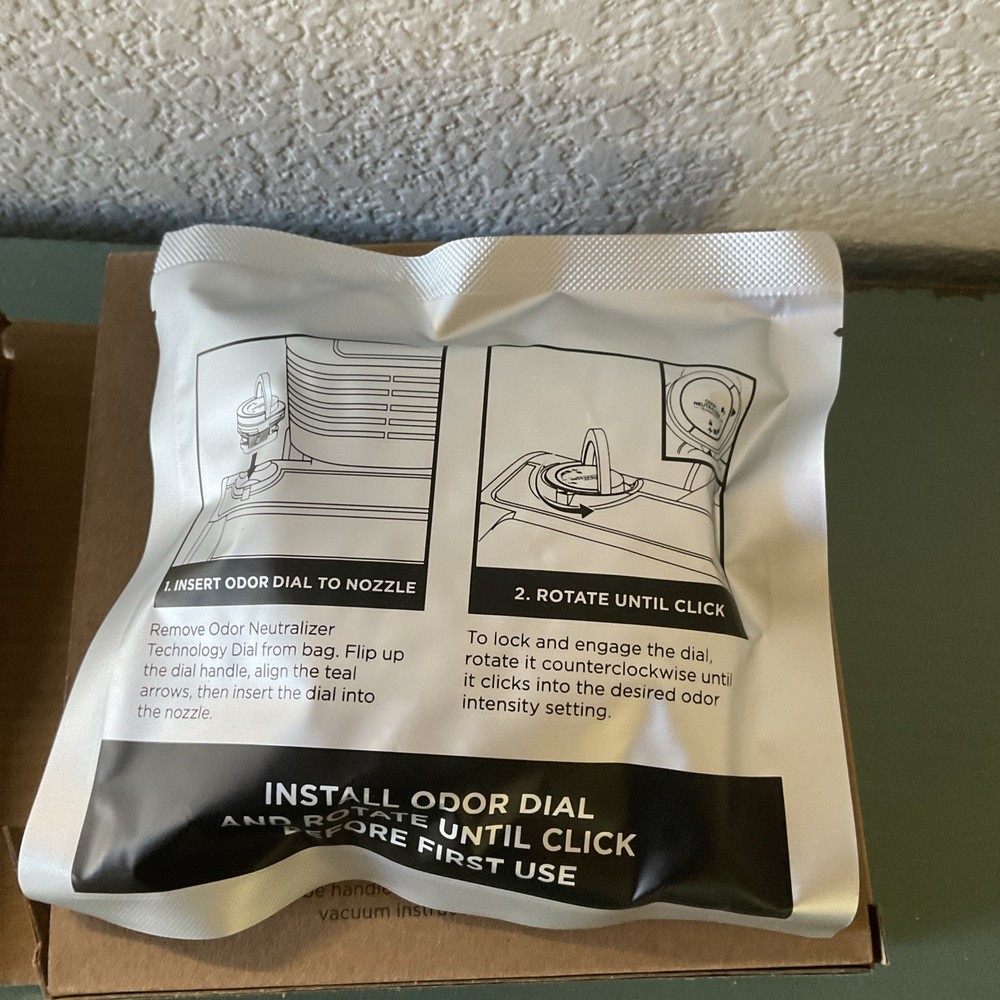 1. INSERT ODOR DIAL TO NOZZLE
Remove Odor Neutralizer
Technology Dial from bag. Flip up
the dial handle, align the teal
arrows, then insert the dial into
the nozzle.
2. ROTATE UNTIL CLICK
To lock and engage the dial,
rotate it counterclockwise until
it clicks into the desired odor
intensity setting.
INSTALL ODOR DIAL
AND ROTATE UNTIL CLICK
BEFORE FIRST USE
vacuum